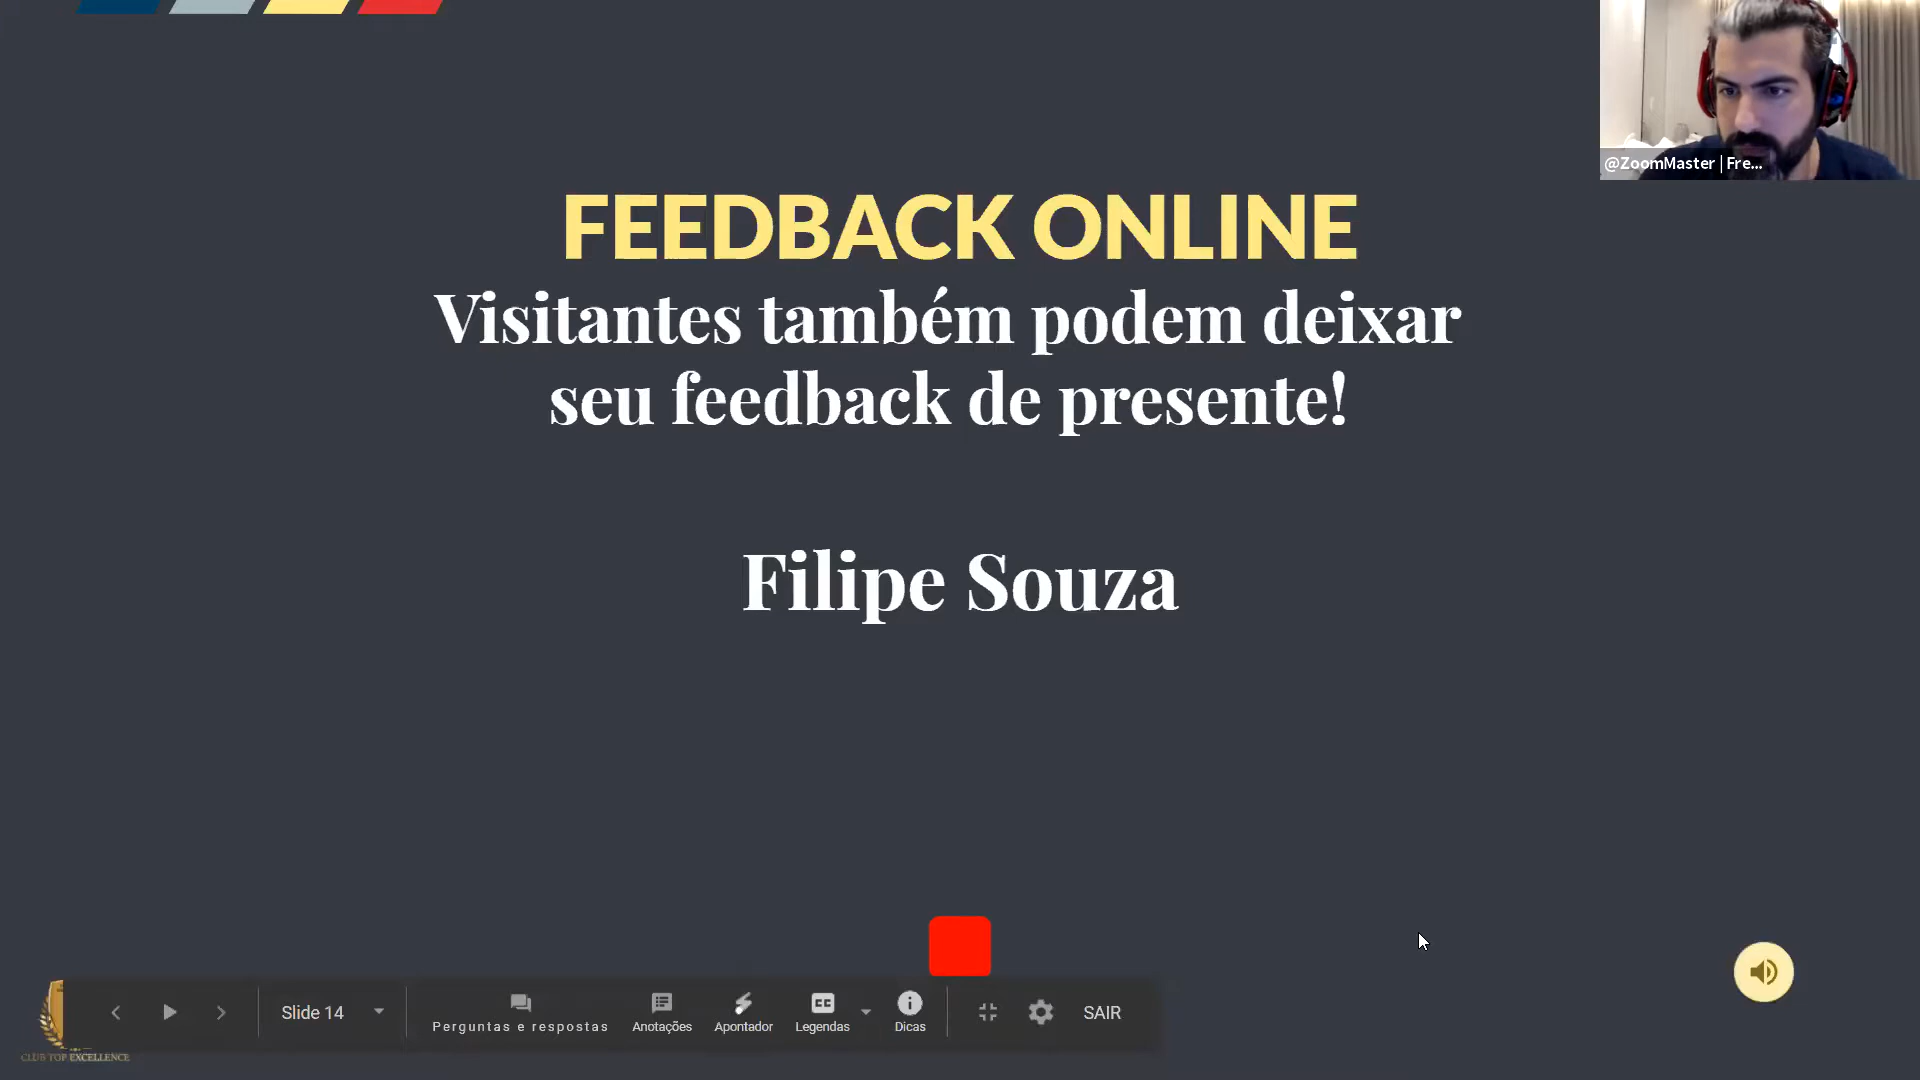 @ZoomMaster | Fre...
FEEDBACK ONLINE
Visitantes também podem deixar
seu feedback de presente!
Filipe Souza
Slide 14
Perguntas e respostas
Anotações
Apontador
CC
Legendas
Dicas
SAIR
CLUB TOP EXCELLENCE